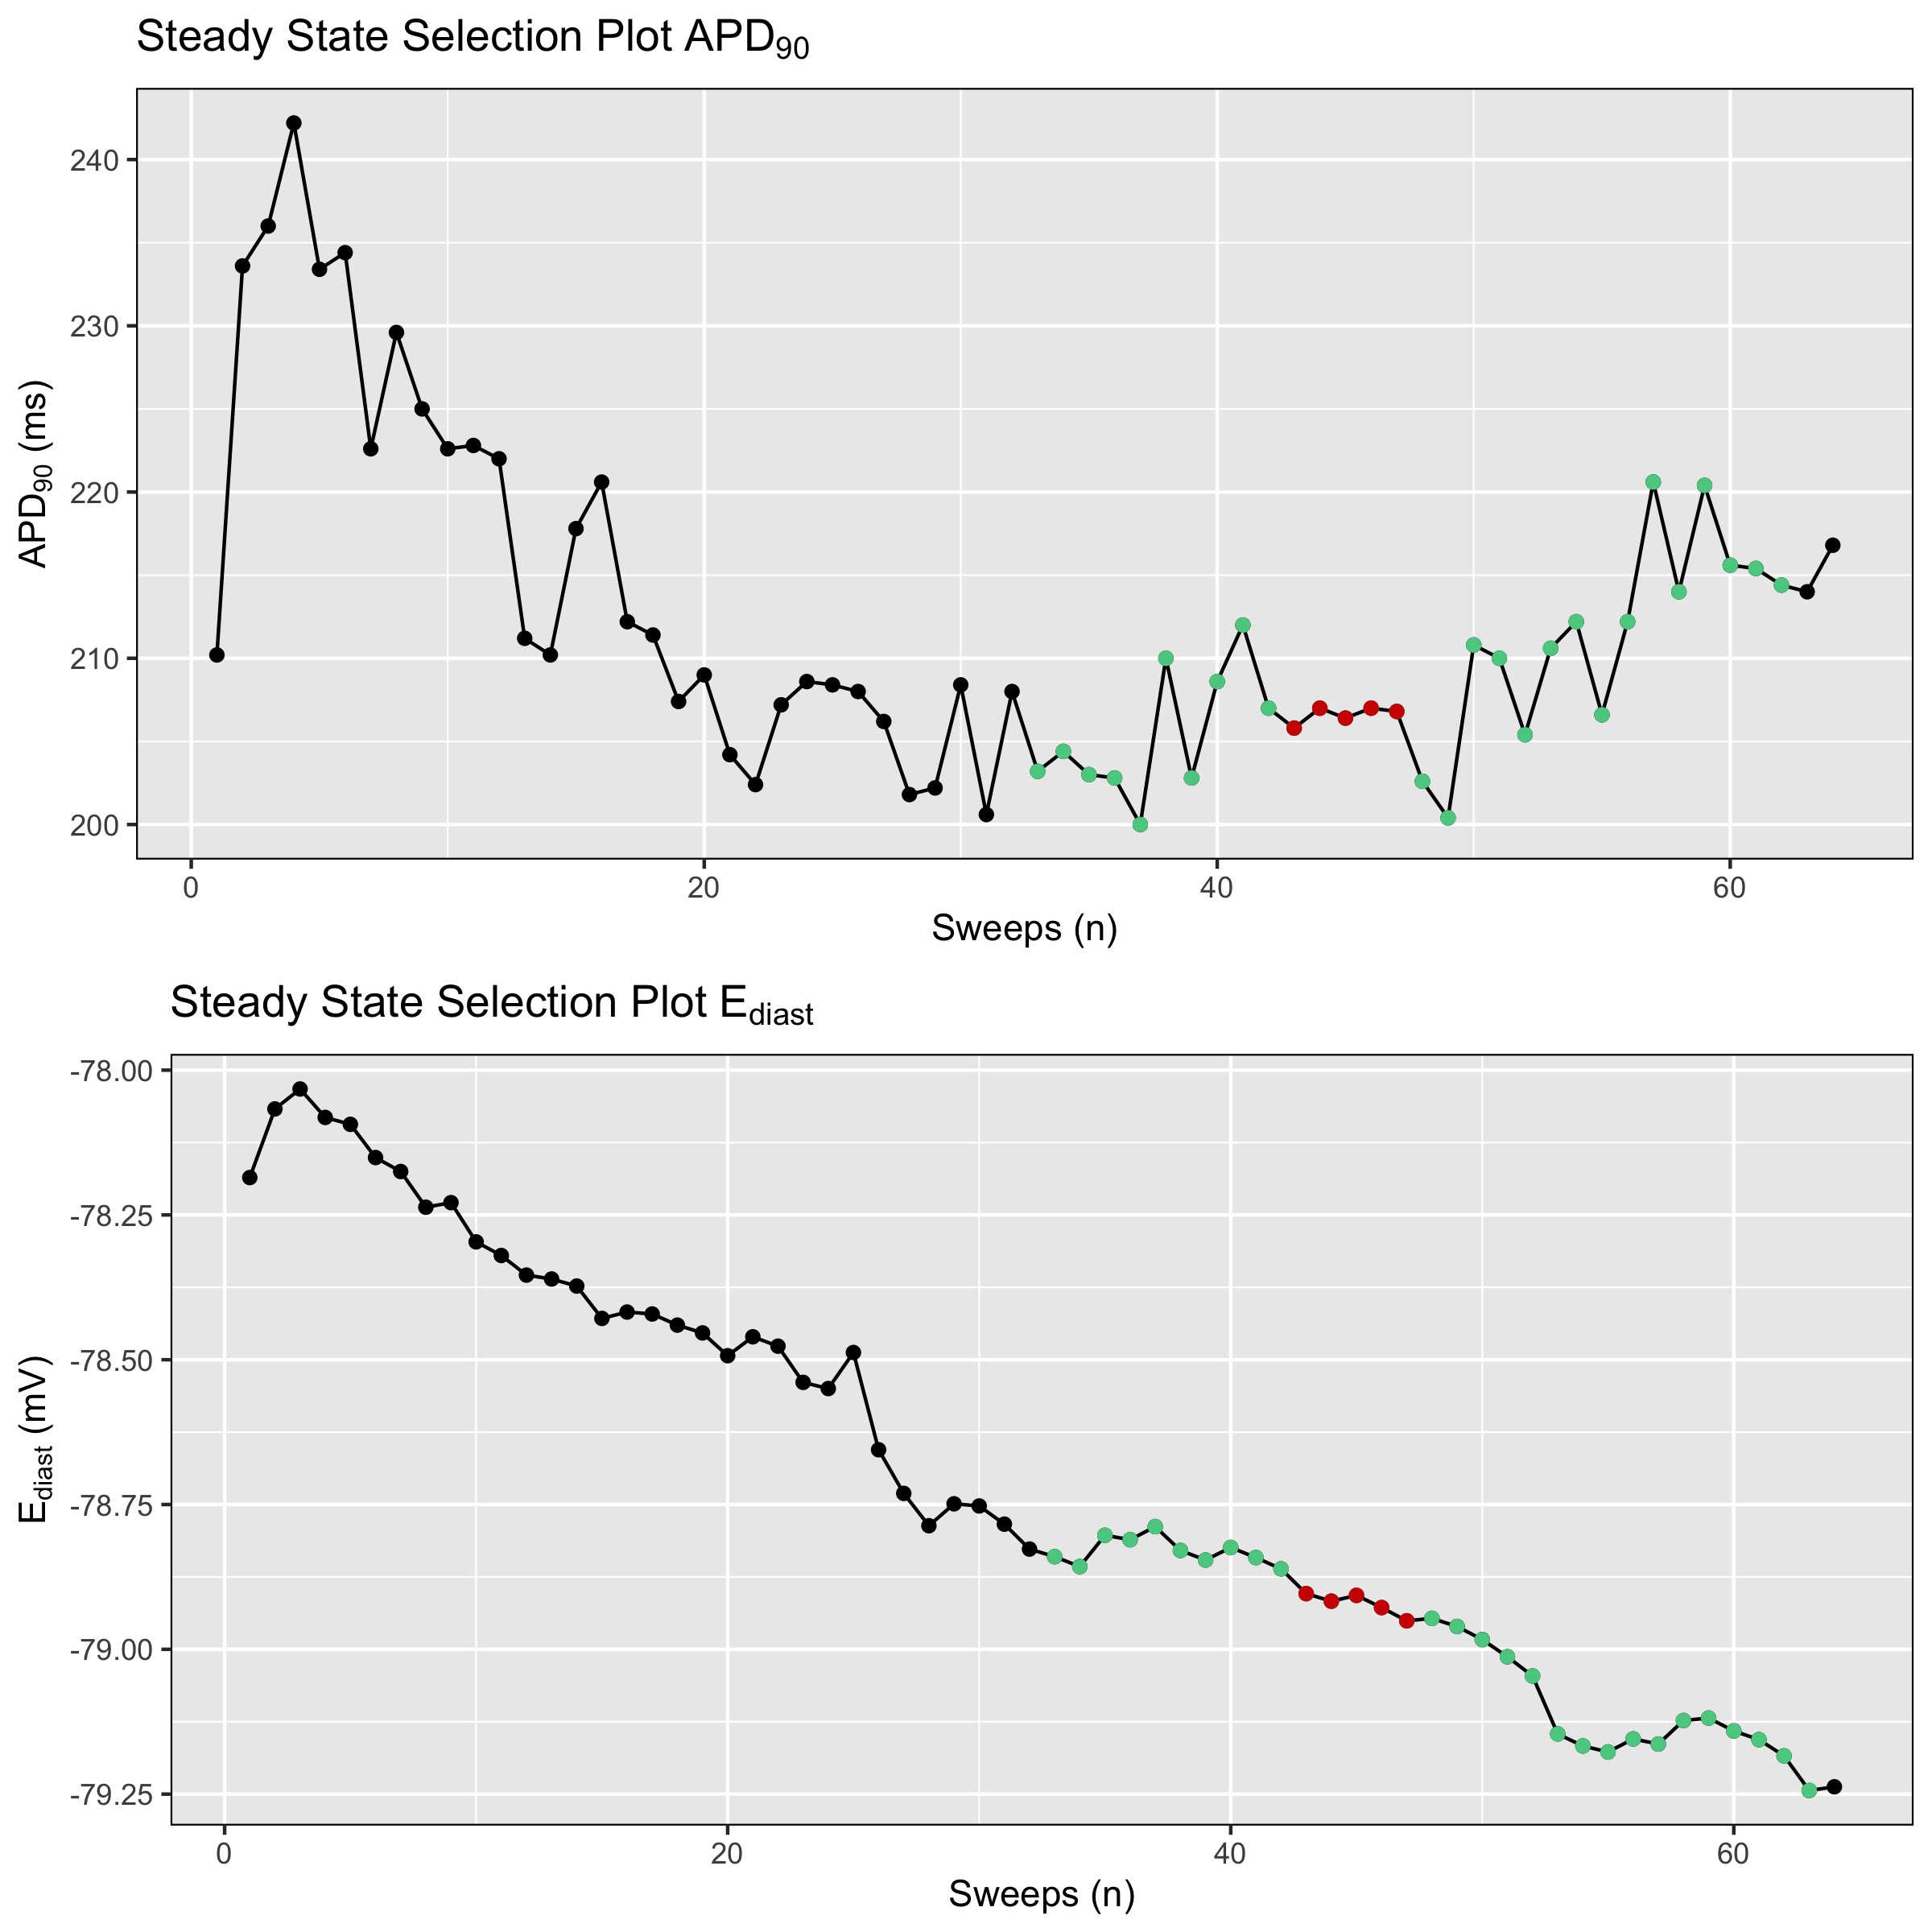 Steady State Selection Plot APD90
240
230
220
210
200
APD90 (ms)
0 20 40 60
Sweeps (n)
Steady State Selection Plot Ediast
-78.00
-78.25
-78.50
-78.75
-79.00
-79.25
Ediast (mV)
0 20 40 60
Sweeps (n)